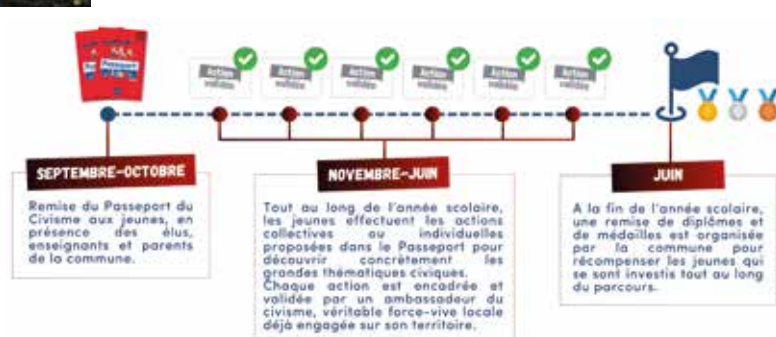 Passeport
Action
validée
Action
validée
Action
validée
Action
validée
Action
validée
Action
validée
SEPTEMBRE-OCTOBRE
Remise du Passeport du
Civisme aux jeunes, en
présence des élus,
enseignants et parents
de la commune.
NOVEMBRE-JUIN
Tout au long de l'année scolaire,
les jeunes effectuent les actions
collectives ou individuelles
proposées dans le Passeport pour
découvrir concrètement les
grandes thématiques civiques.
Chaque action est encadrée et
validée par un ambassadeur du
civisme, véritable force-vive locale
déjà engagée sur son territoire.
JUIN
A la fin de l'année scolaire,
une remise de diplômes et
de médailles est organisée
par la commune pour
récompenser les jeunes qui
se sont investis tout au long
du parcours.